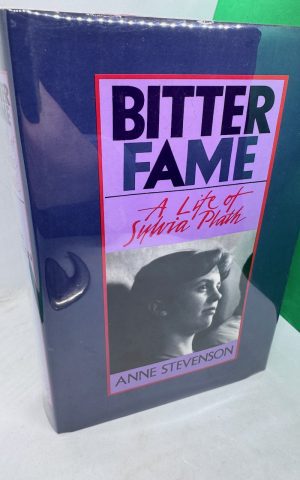 BITTER
FAME
A Life of
Sylvia Plath
ANNE STEVENSON